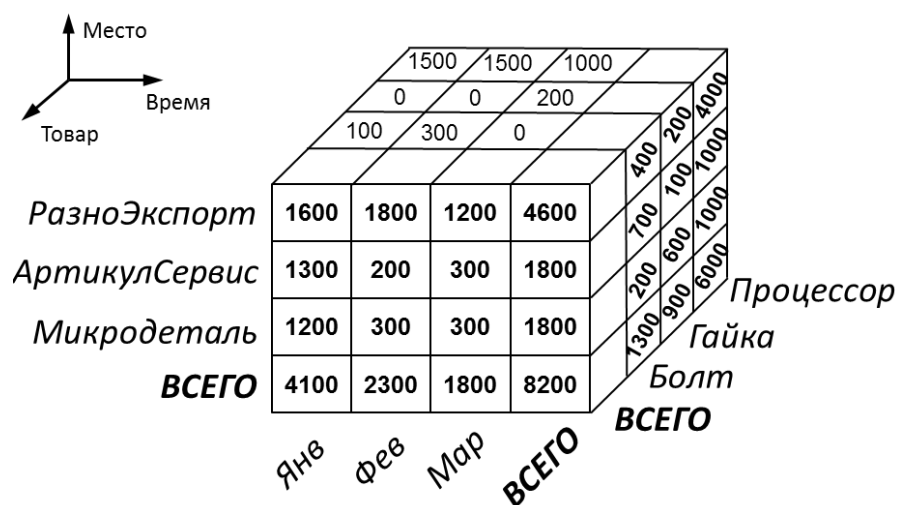 Место
Время
Товар
1500 1500 1000
0 0 200
100 300 0
РазноЭкспорт 1600 1800 1200 4600
АртикулСервис 1300 200 300 1800
Микродеталь 1200 300 300 1800
ВСЕГО 4100 2300 1800 8200
400 200 4000
700 100 1000
200 600 1000
1300 900 6000
Процессор
Гайка
Болт
ВСЕГО
Янв Фев Мар ВСЕГО